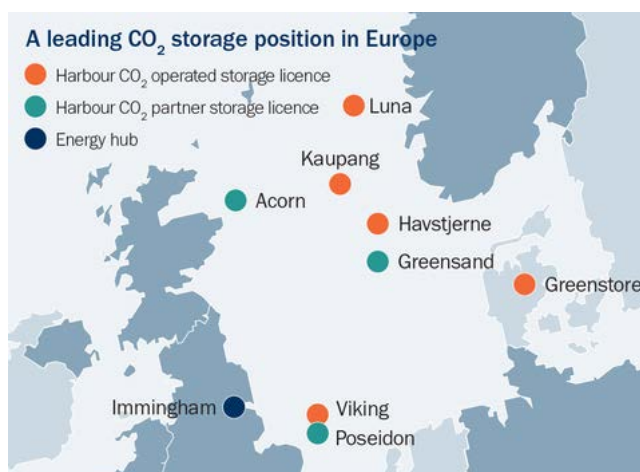 A leading CO₂ storage position in Europe
Harbour CO₂ operated storage licence
Harbour CO₂ partner storage licence
Energy hub
Luna
Kaupang
Acorn
Havstjerne
Greensand
Greenstore
Immingham
Viking
Poseidon